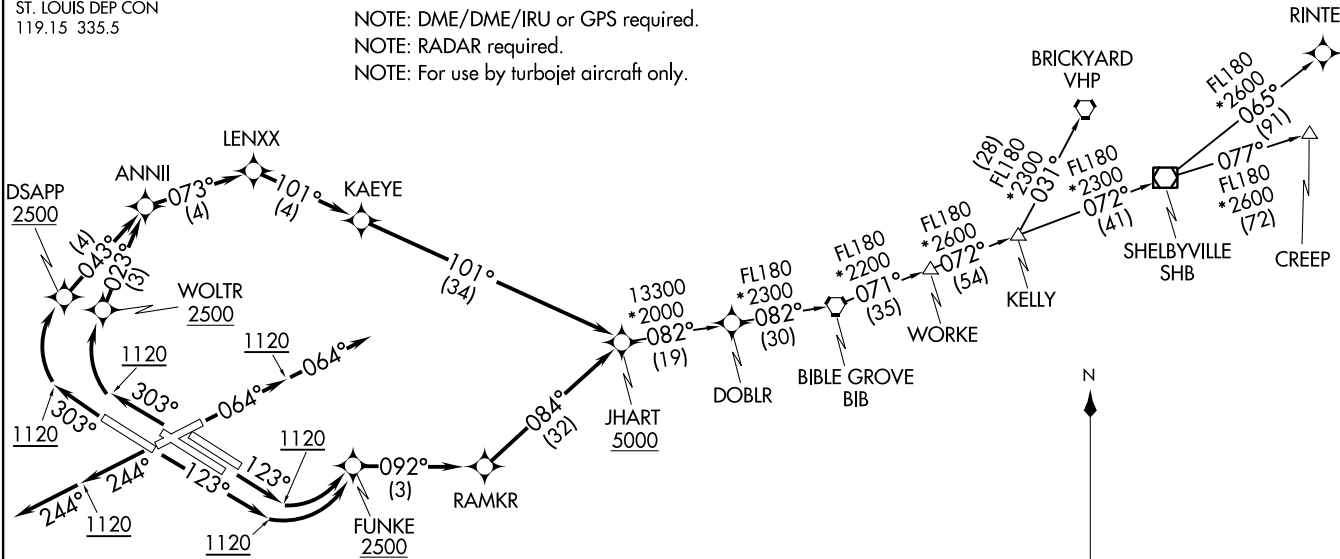 ST. LOUIS DEP CON
119.15 335.5
NOTE: DME/DME/IRU or GPS required.
NOTE: RADAR required.
NOTE: For use by turbojet aircraft only.
RINTE
BRICKYARD
VHP
FL180
*2600
065°
(91)
LENXX
ANNII
073°
(4)
101°
(4)
KAEYE
DSAPP
2500
043°
(4)
023°
(3)
WOLTR
2500
101°
(34)
(28)
FL180
*2300
031°
FL180
*2300
072°
(41)
077°
FL180
*2600
(72)
SHELBYVILLE
SHB
CREEP
FL180
*2600
072°
(54)
KELLY
FL180
*2200
071°
(35)
WORKE
FL180
*2300
082°
(30)
BIBLE GROVE
BIB
13300
*2000
082°
(19)
DOBLR
JHART
5000
1120
1120
064°
064°
303°
303°
1120
1120
123°
123°
244°
244°
1120
1120
FUNKE
2500
092°
(3)
RAMKR
084°
(32)
N